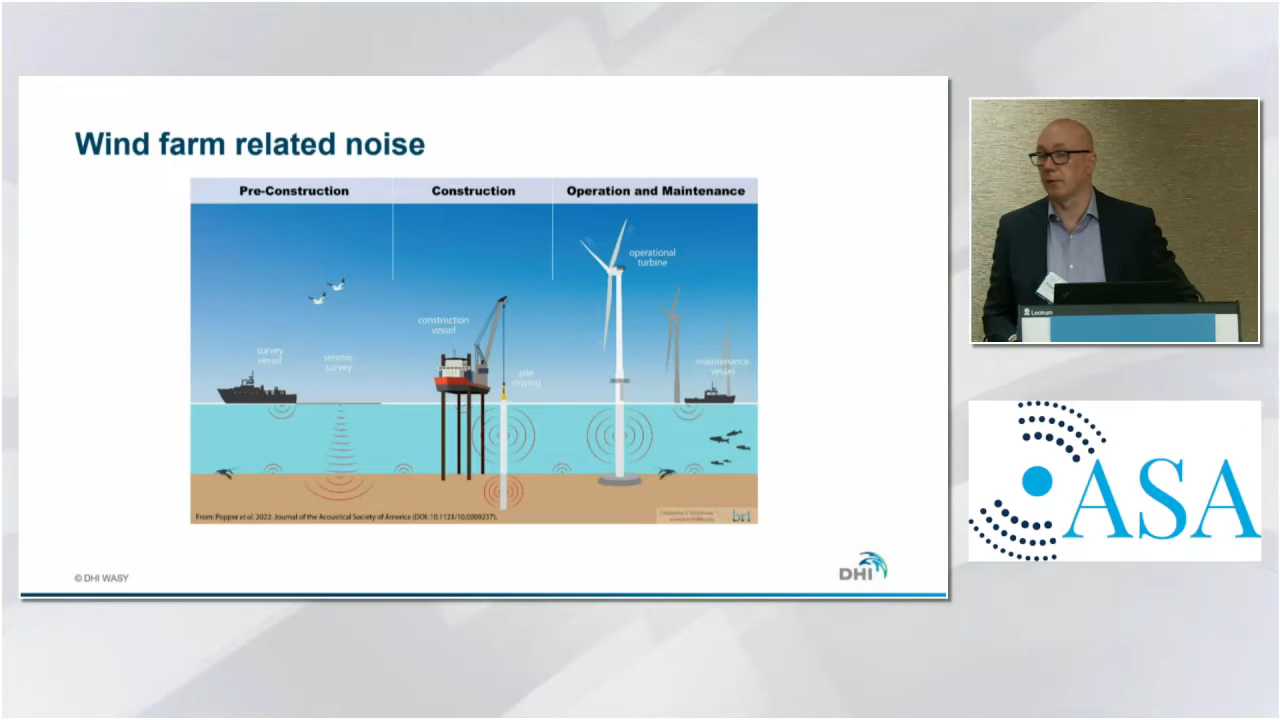 Wind farm related noise
Pre-Construction
Construction
Operation and Maintenance
operational
turbine
construction
vessel
survey
vessel
seismic
survey
pile
driving
maintenance
vessel
From: Popper et al. 2022. Journal of the Acoustical Society of America (DOI: 10.1121/10.0009237).
bri
© DHI WASY
DHI
Lectrum
ASA